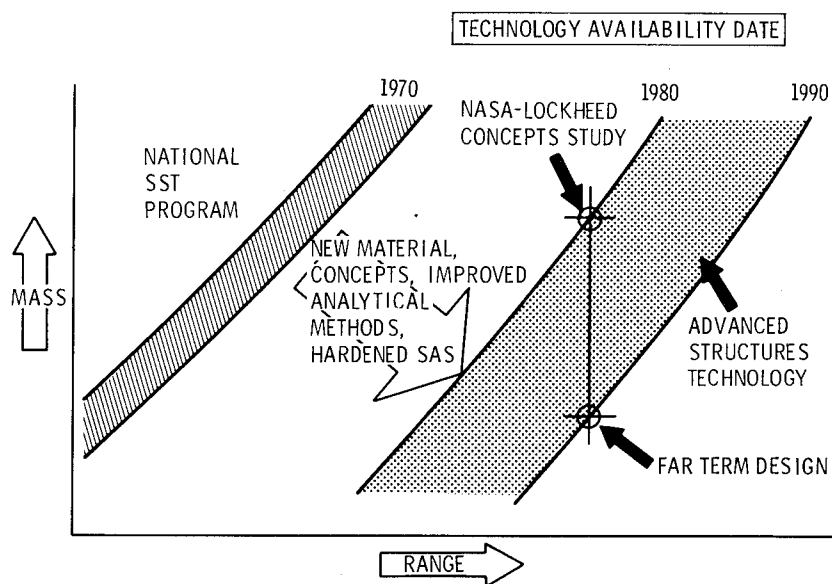 TECHNOLOGY AVAILABILITY DATE
1970
1980
1990
NASA-LOCKHEED
CONCEPTS STUDY
NATIONAL
SST
PROGRAM
NEW MATERIAL,
CONCEPTS, IMPROVED
ANALYTICAL
METHODS,
HARDENED SAS
MASS
ADVANCED
STRUCTURES
TECHNOLOGY
FAR TERM DESIGN
RANGE